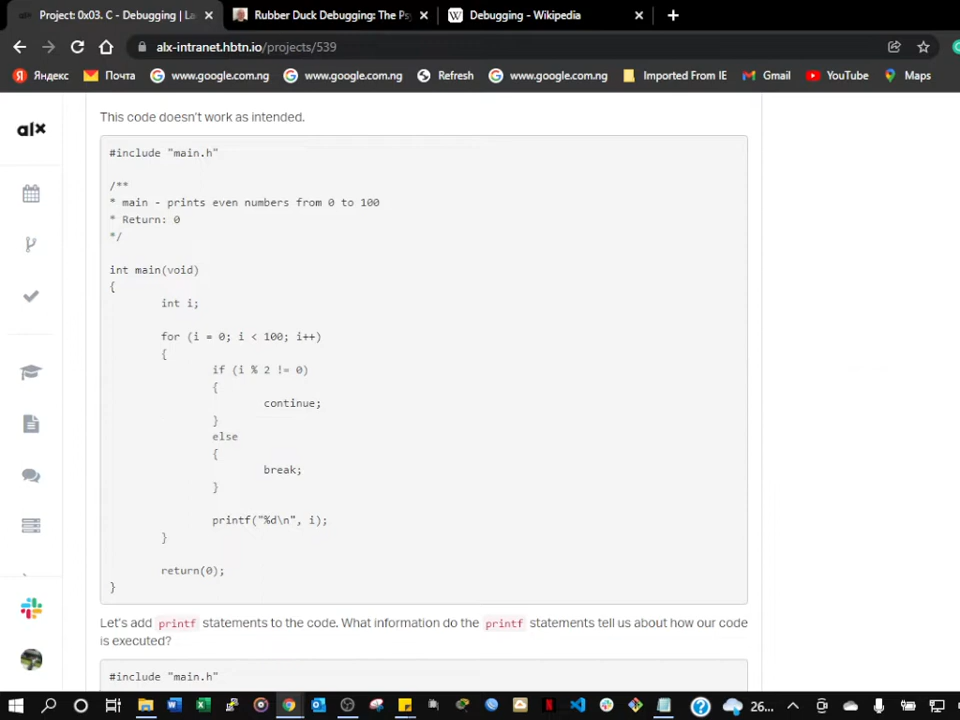 Project: 0x03. C - Debugging | Lo
Rubber Duck Debugging: The Psy
Debugging - Wikipedia
alx-intranet.hbtn.io/projects/539
Яндекс
Почта
www.google.com.ng
www.google.com.ng
Refresh
www.google.com.ng
Imported From IE
Gmail
YouTube
Maps
alx
This code doesn't work as intended.
#include "main.h"
/**
* main - prints even numbers from 0 to 100
* Return: 0
*/
int main(void)
{
int i;
for (i = 0; i < 100; i++)
{
if (i % 2 != 0)
{
continue;
}
else
{
break;
}
printf("%d\n", i);
}
return(0);
}
Let's add printf statements to the code. What information do the printf statements tell us about how our code
is executed?
#include "main.h"
26...